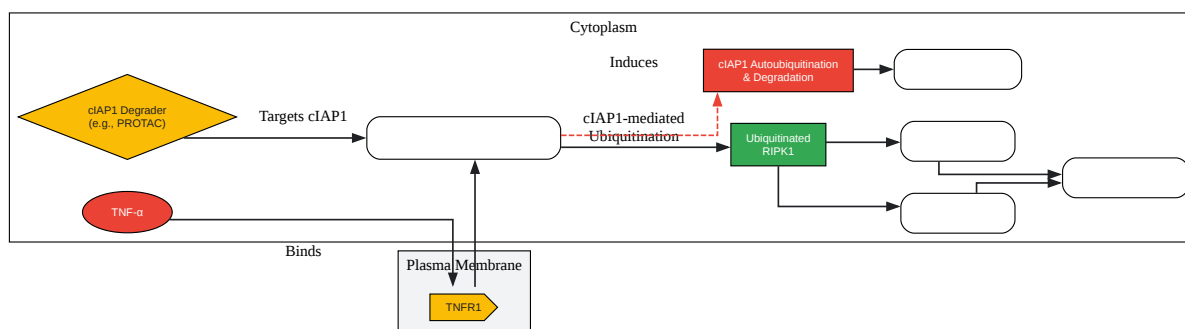 Cytoplasm
Induces
cIAP1 Autoubiquitination
& Degradation
cIAP1 Degrader
(e.g., PROTAC)
Targets cIAP1
cIAP1-mediated
Ubiquitination
Ubiquitinated
RIPK1
TNF-α
Binds
Plasma Membrane
TNFR1